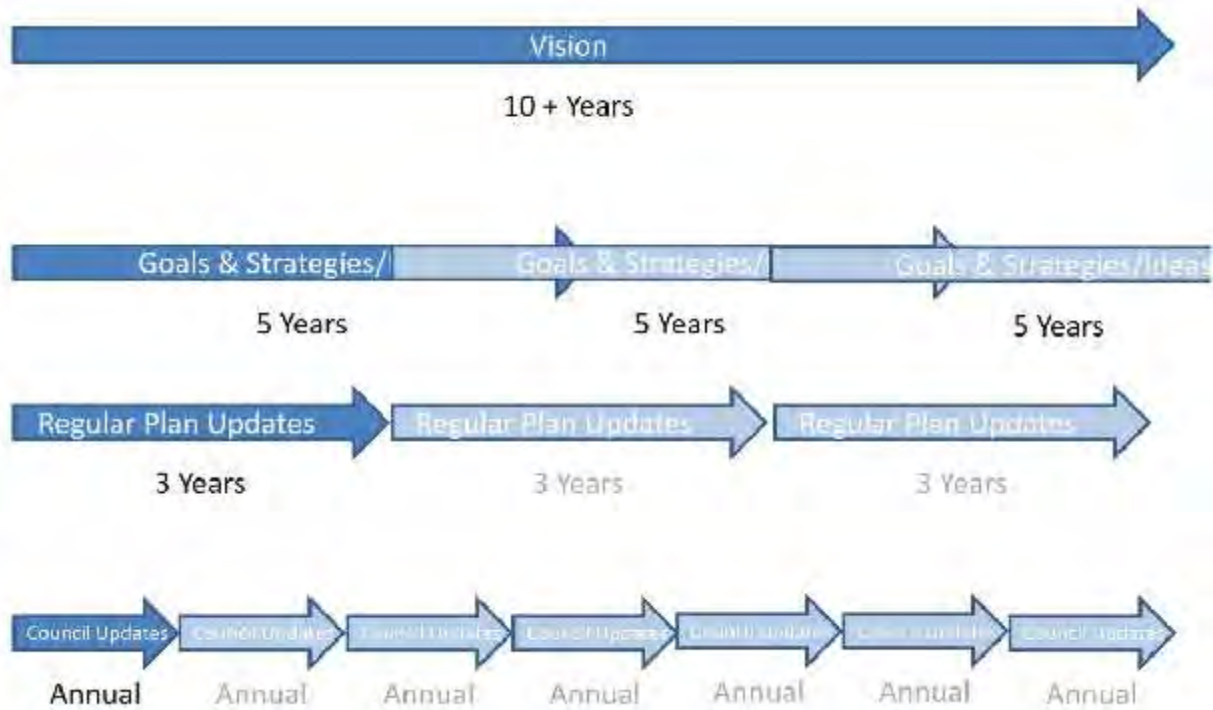 Vision
10 + Years
Goals & Strategies/ Goals & Strategies/ Goals & Strategies/Ideas
5 Years 5 Years 5 Years
Regular Plan Updates Regular Plan Updates Regular Plan Updates
3 Years 3 Years 3 Years
Council Updates Council Updates Council Updates Council Updates Council Updates Council Updates Council Updates
Annual Annual Annual Annual Annual Annual Annual